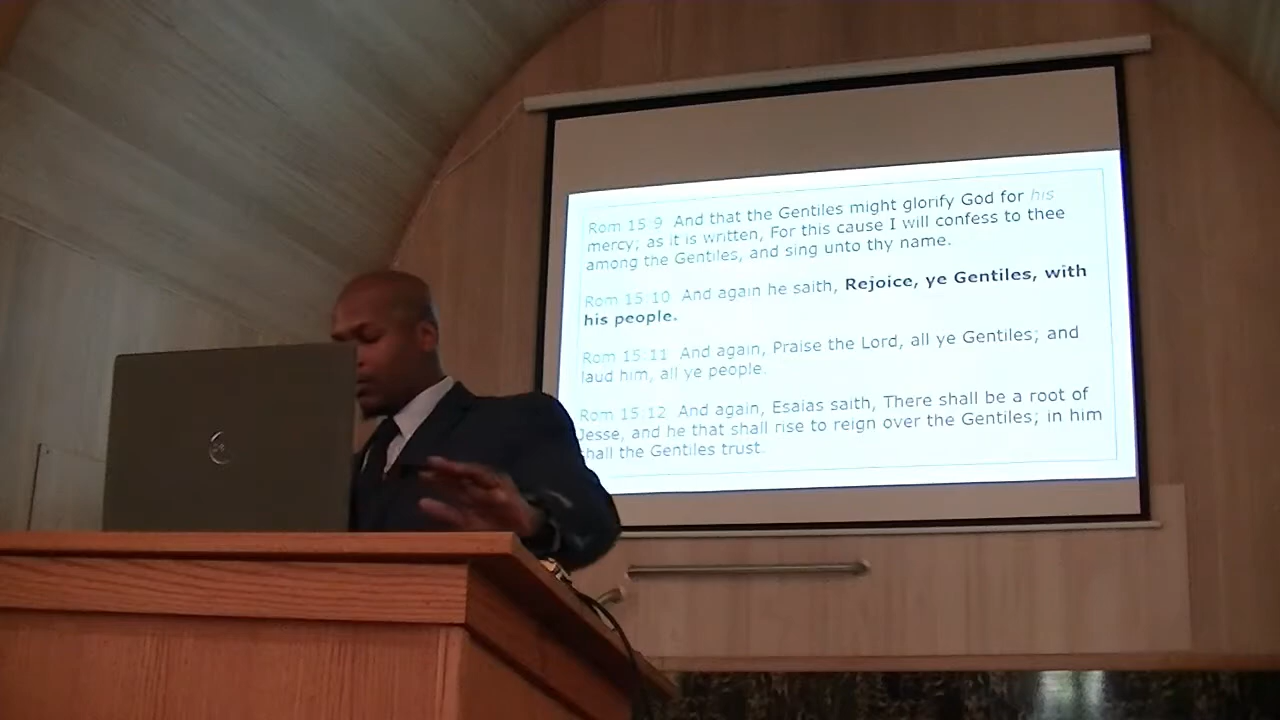 Rom 15:9 And that the Gentiles might glorify God for his
mercy; as it is written, For this cause I will confess to thee
among the Gentiles, and sing unto thy name.
Rom 15:10 And again he saith, Rejoice, ye Gentiles, with
his people.
Rom 15:11 And again, Praise the Lord, all ye Gentiles; and
laud him, all ye people.
Rom 15:12 And again, Esaias saith, There shall be a root of
Jesse, and he that shall rise to reign over the Gentiles; in him
shall the Gentiles trust.